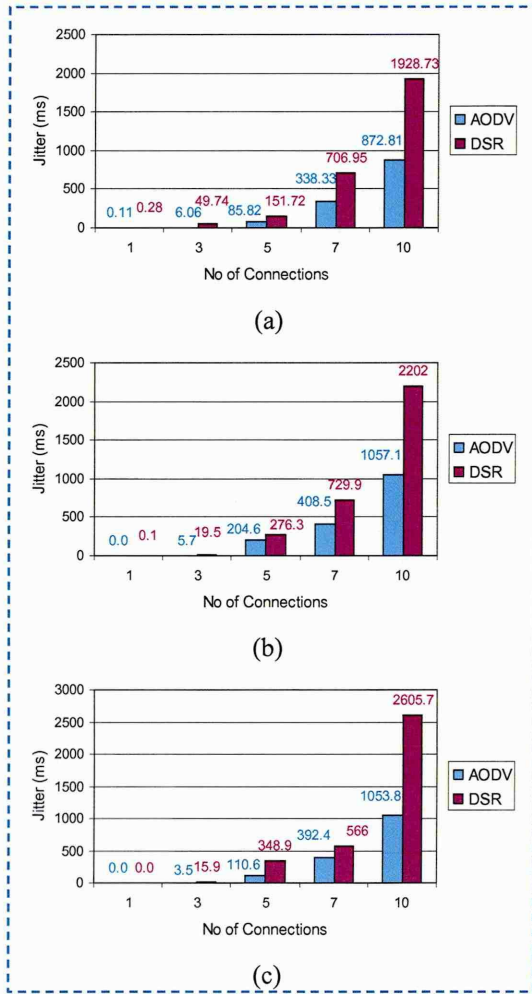 2500
2000
1500
1000
500
0
Jitter (ms)
0.11 0.28 6.06 49.74 85.82 151.72 338.33 706.95 872.81 1928.73
1 3 5 7 10
No of Connections
AODV
DSR
(a)
2500
2000
1500
1000
500
0
Jitter (ms)
0.0 0.1 5.7 19.5 204.6 276.3 408.5 729.9 1057.1 2202
1 3 5 7 10
No of Connections
AODV
DSR
(b)
3000
2500
2000
1500
1000
500
0
Jitter (ms)
0.0 0.0 3.5 15.9 110.6 348.9 392.4 566 1053.8 2605.7
1 3 5 7 10
No of Connections
AODV
DSR
(c)